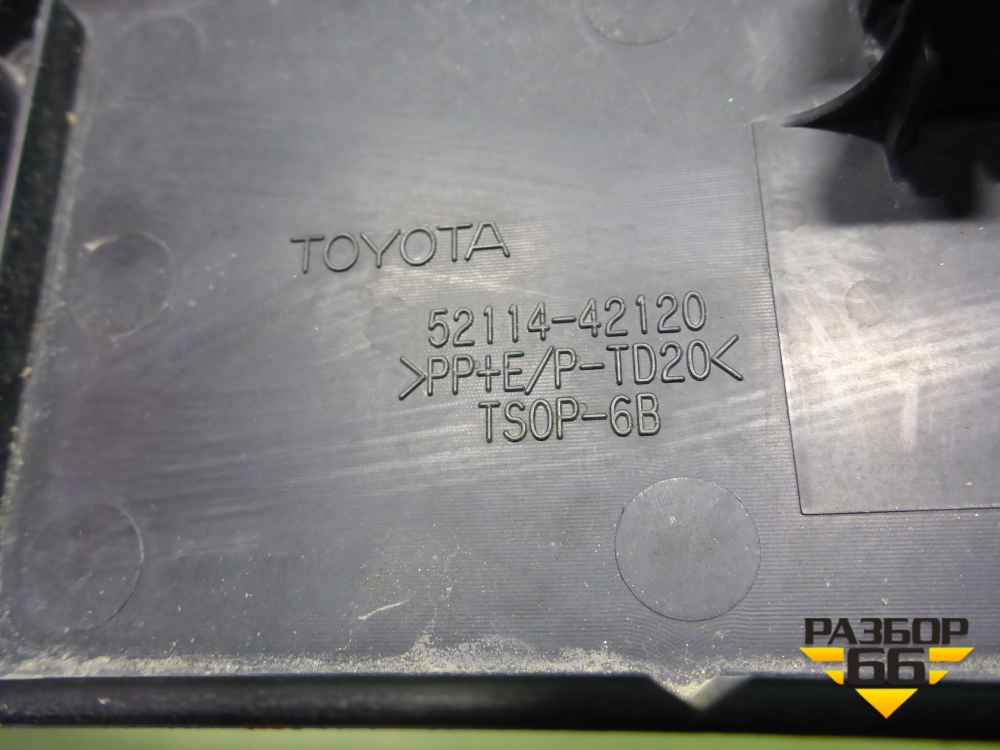 TOYOTA
52114-42120
>PP+E/P-TD20<
TSOP-6B
РАЗБОР
66